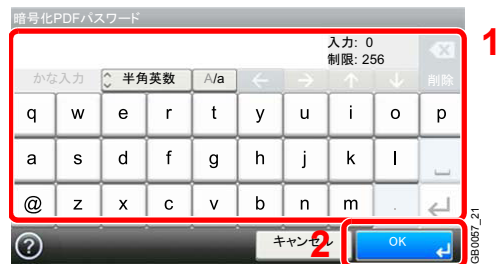 暗号化PDFパスワード
入力: 0
制限: 256
1
かな入力 半角英数 A/a ← → ↑ ↓ 削除
q w e r t y u i o p
a s d f g h j k l
@ z x c v b n m .
? キャンセル 2 OK
GB0057_21